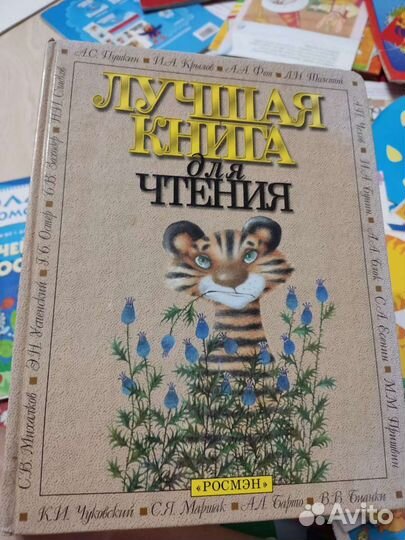 А.С. Пушкин ▪ И.А. Крылов ▪ А.А. Фет ▪ Л.Н. Толстой
ЛУЧШАЯ
КНИГА
для
ЧТЕНИЯ
А.П. Чехов ▪ И.А. Бунин ▪ А.А. Блок ▪ С.А. Есенин ▪ М.М. Пришвин
С.В. Михалков ▪ Э.Н. Успенский ▪ Г.Б. Остер ▪ Б.В. Заходер ▪ Н.И. Сладков
«РОСМЭН»
К.И. Чуковский ▪ С.Я. Маршак ▪ А.Л. Барто ▪ В.В. Бианки
Avito